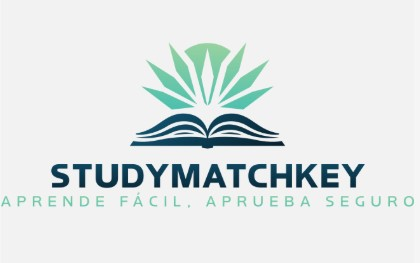 STUDYMATCHKEY
APRENDE FÁCIL, APRUEBA SEGURO